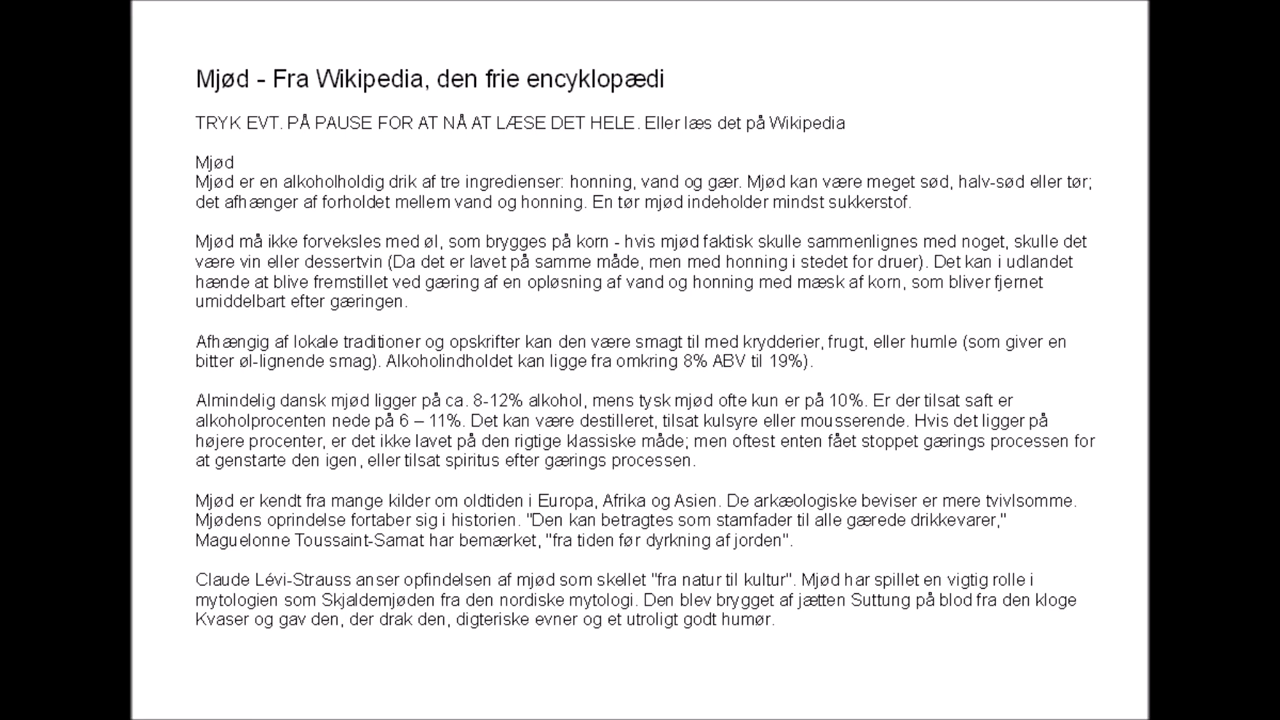 Mjød - Fra Wikipedia, den frie encyklopædi
TRYK EVT. PÅ PAUSE FOR AT NÅ AT LÆSE DET HELE. Eller læs det på Wikipedia
Mjød
Mjød er en alkoholholdig drik af tre ingredienser: honning, vand og gær. Mjød kan være meget sød, halv-sød eller tør;
det afhænger af forholdet mellem vand og honning. En tør mjød indeholder mindst sukkerstof.
Mjød må ikke forveksles med øl, som brygges på korn - hvis mjød faktisk skulle sammenlignes med noget, skulle det
være vin eller dessertvin (Da det er lavet på samme måde, men med honning i stedet for druer). Det kan i udlandet
hænde at blive fremstillet ved gæring af en opløsning af vand og honning med mæsk af korn, som bliver fjernet
umiddelbart efter gæringen.
Afhængig af lokale traditioner og opskrifter kan den være smagt til med krydderier, frugt, eller humle (som giver en
bitter øl-lignende smag). Alkoholindholdet kan ligge fra omkring 8% ABV til 19%).
Almindelig dansk mjød ligger på ca. 8-12% alkohol, mens tysk mjød ofte kun er på 10%. Er der tilsat saft er
alkoholprocenten nede på 6 – 11%. Det kan være destilleret, tilsat kulsyre eller mousserende. Hvis det ligger på
højere procenter, er det ikke lavet på den rigtige klassiske måde; men oftest enten fået stoppet gærings processen for
at genstarte den igen, eller tilsat spiritus efter gærings processen.
Mjød er kendt fra mange kilder om oldtiden i Europa, Afrika og Asien. De arkæologiske beviser er mere tvivlsomme.
Mjødens oprindelse fortaber sig i historien. "Den kan betragtes som stamfader til alle gærede drikkevarer,"
Maguelonne Toussaint-Samat har bemærket, "fra tiden før dyrkning af jorden".
Claude Lévi-Strauss anser opfindelsen af mjød som skellet "fra natur til kultur". Mjød har spillet en vigtig rolle i
mytologien som Skjaldemjøden fra den nordiske mytologi. Den blev brygget af jætten Suttung på blod fra den kloge
Kvaser og gav den, der drak den, digteriske evner og et utroligt godt humør.